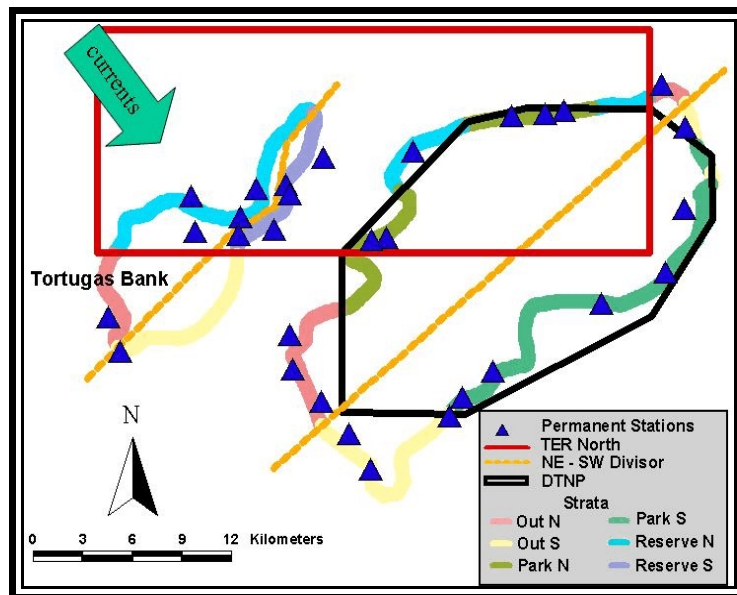 currents
Tortugas Bank
N
0 3 6 9 12 Kilometers
Permanent Stations
TER North
NE - SW Divisor
DTNP
Strata
Out N Park S
Out S Reserve N
Park N Reserve S